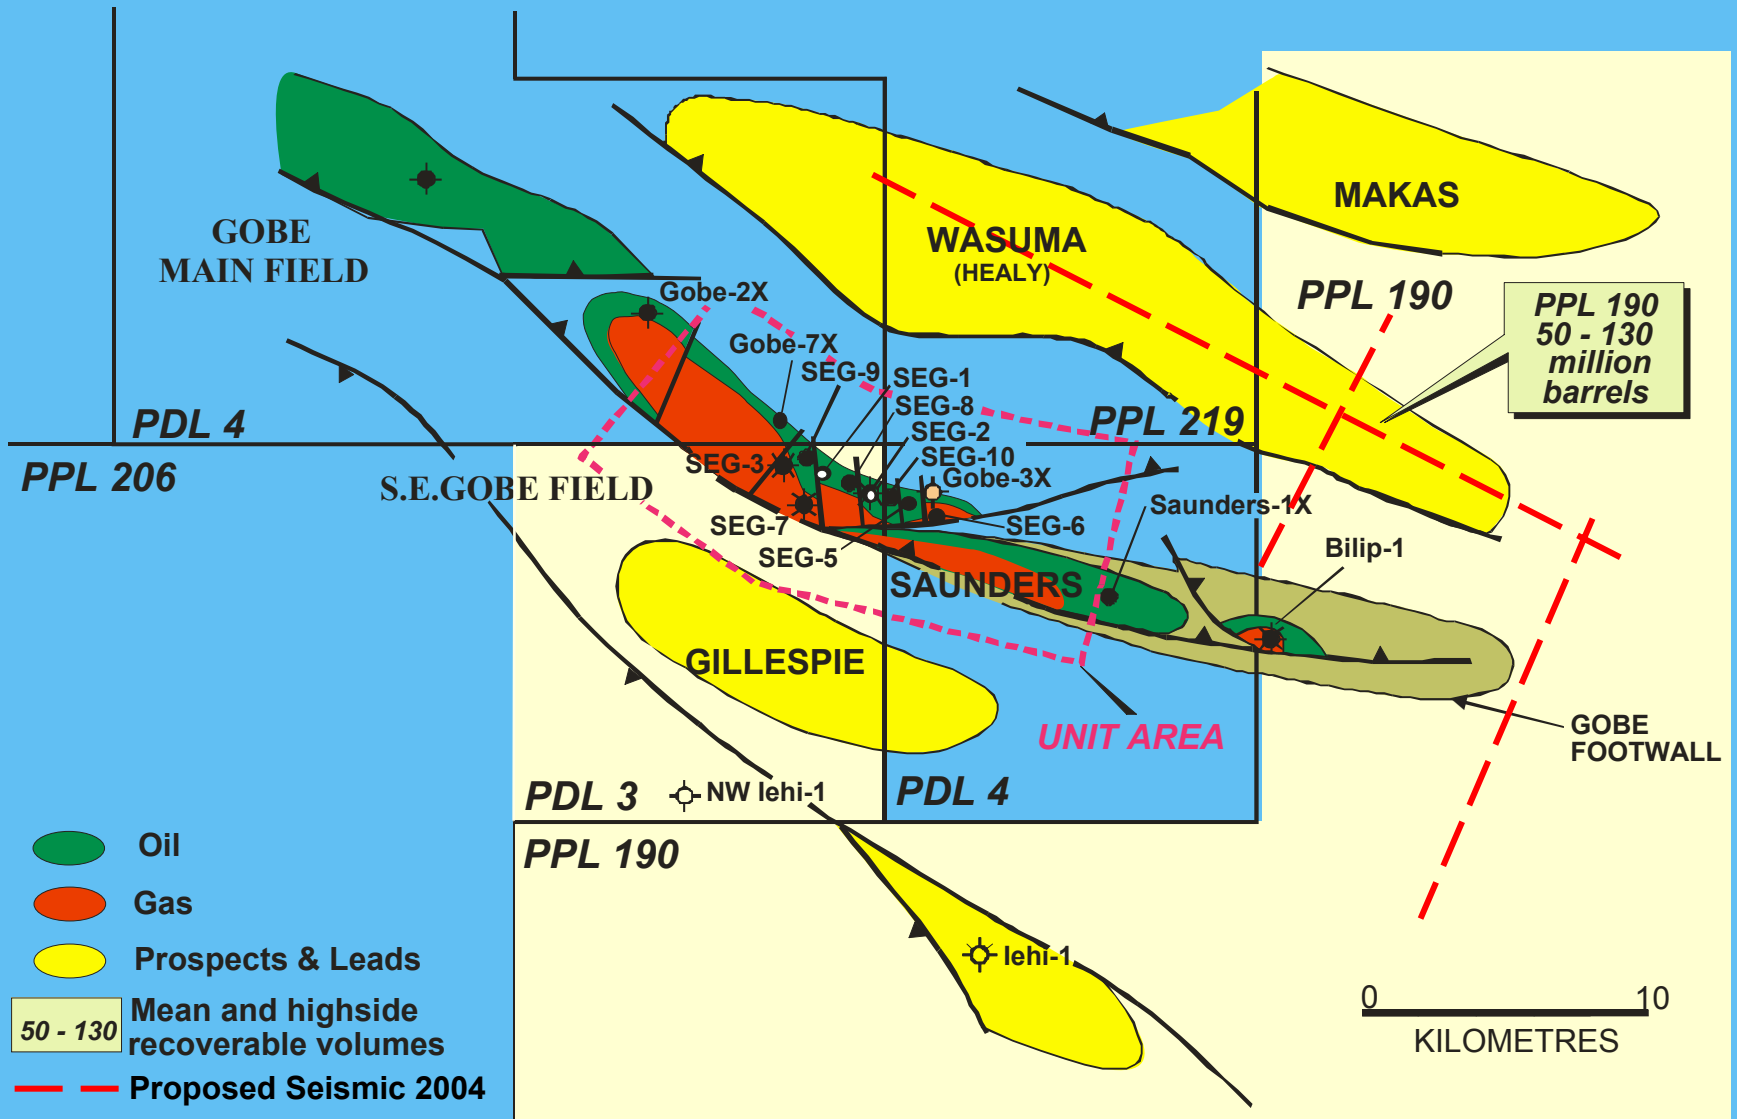 MAKAS
GOBE
MAIN FIELD
WASUMA
(HEALY)
Gobe-2X
PPL 190
PPL 190
50 - 130
million
barrels
Gobe-7X
SEG-9
SEG-1
SEG-8
SEG-2
SEG-10
Gobe-3X
PDL 4
PPL 219
PPL 206
SEG-3
S.E.GOBE FIELD
SEG-7
SEG-5
SEG-6
Saunders-1X
Bilip-1
SAUNDERS
GILLESPIE
UNIT AREA
GOBE
FOOTWALL
PDL 3
NW Iehi-1
PDL 4
PPL 190
Iehi-1
Oil
Gas
Prospects & Leads
50 - 130
Mean and highside
recoverable volumes
Proposed Seismic 2004
0 10
KILOMETRES